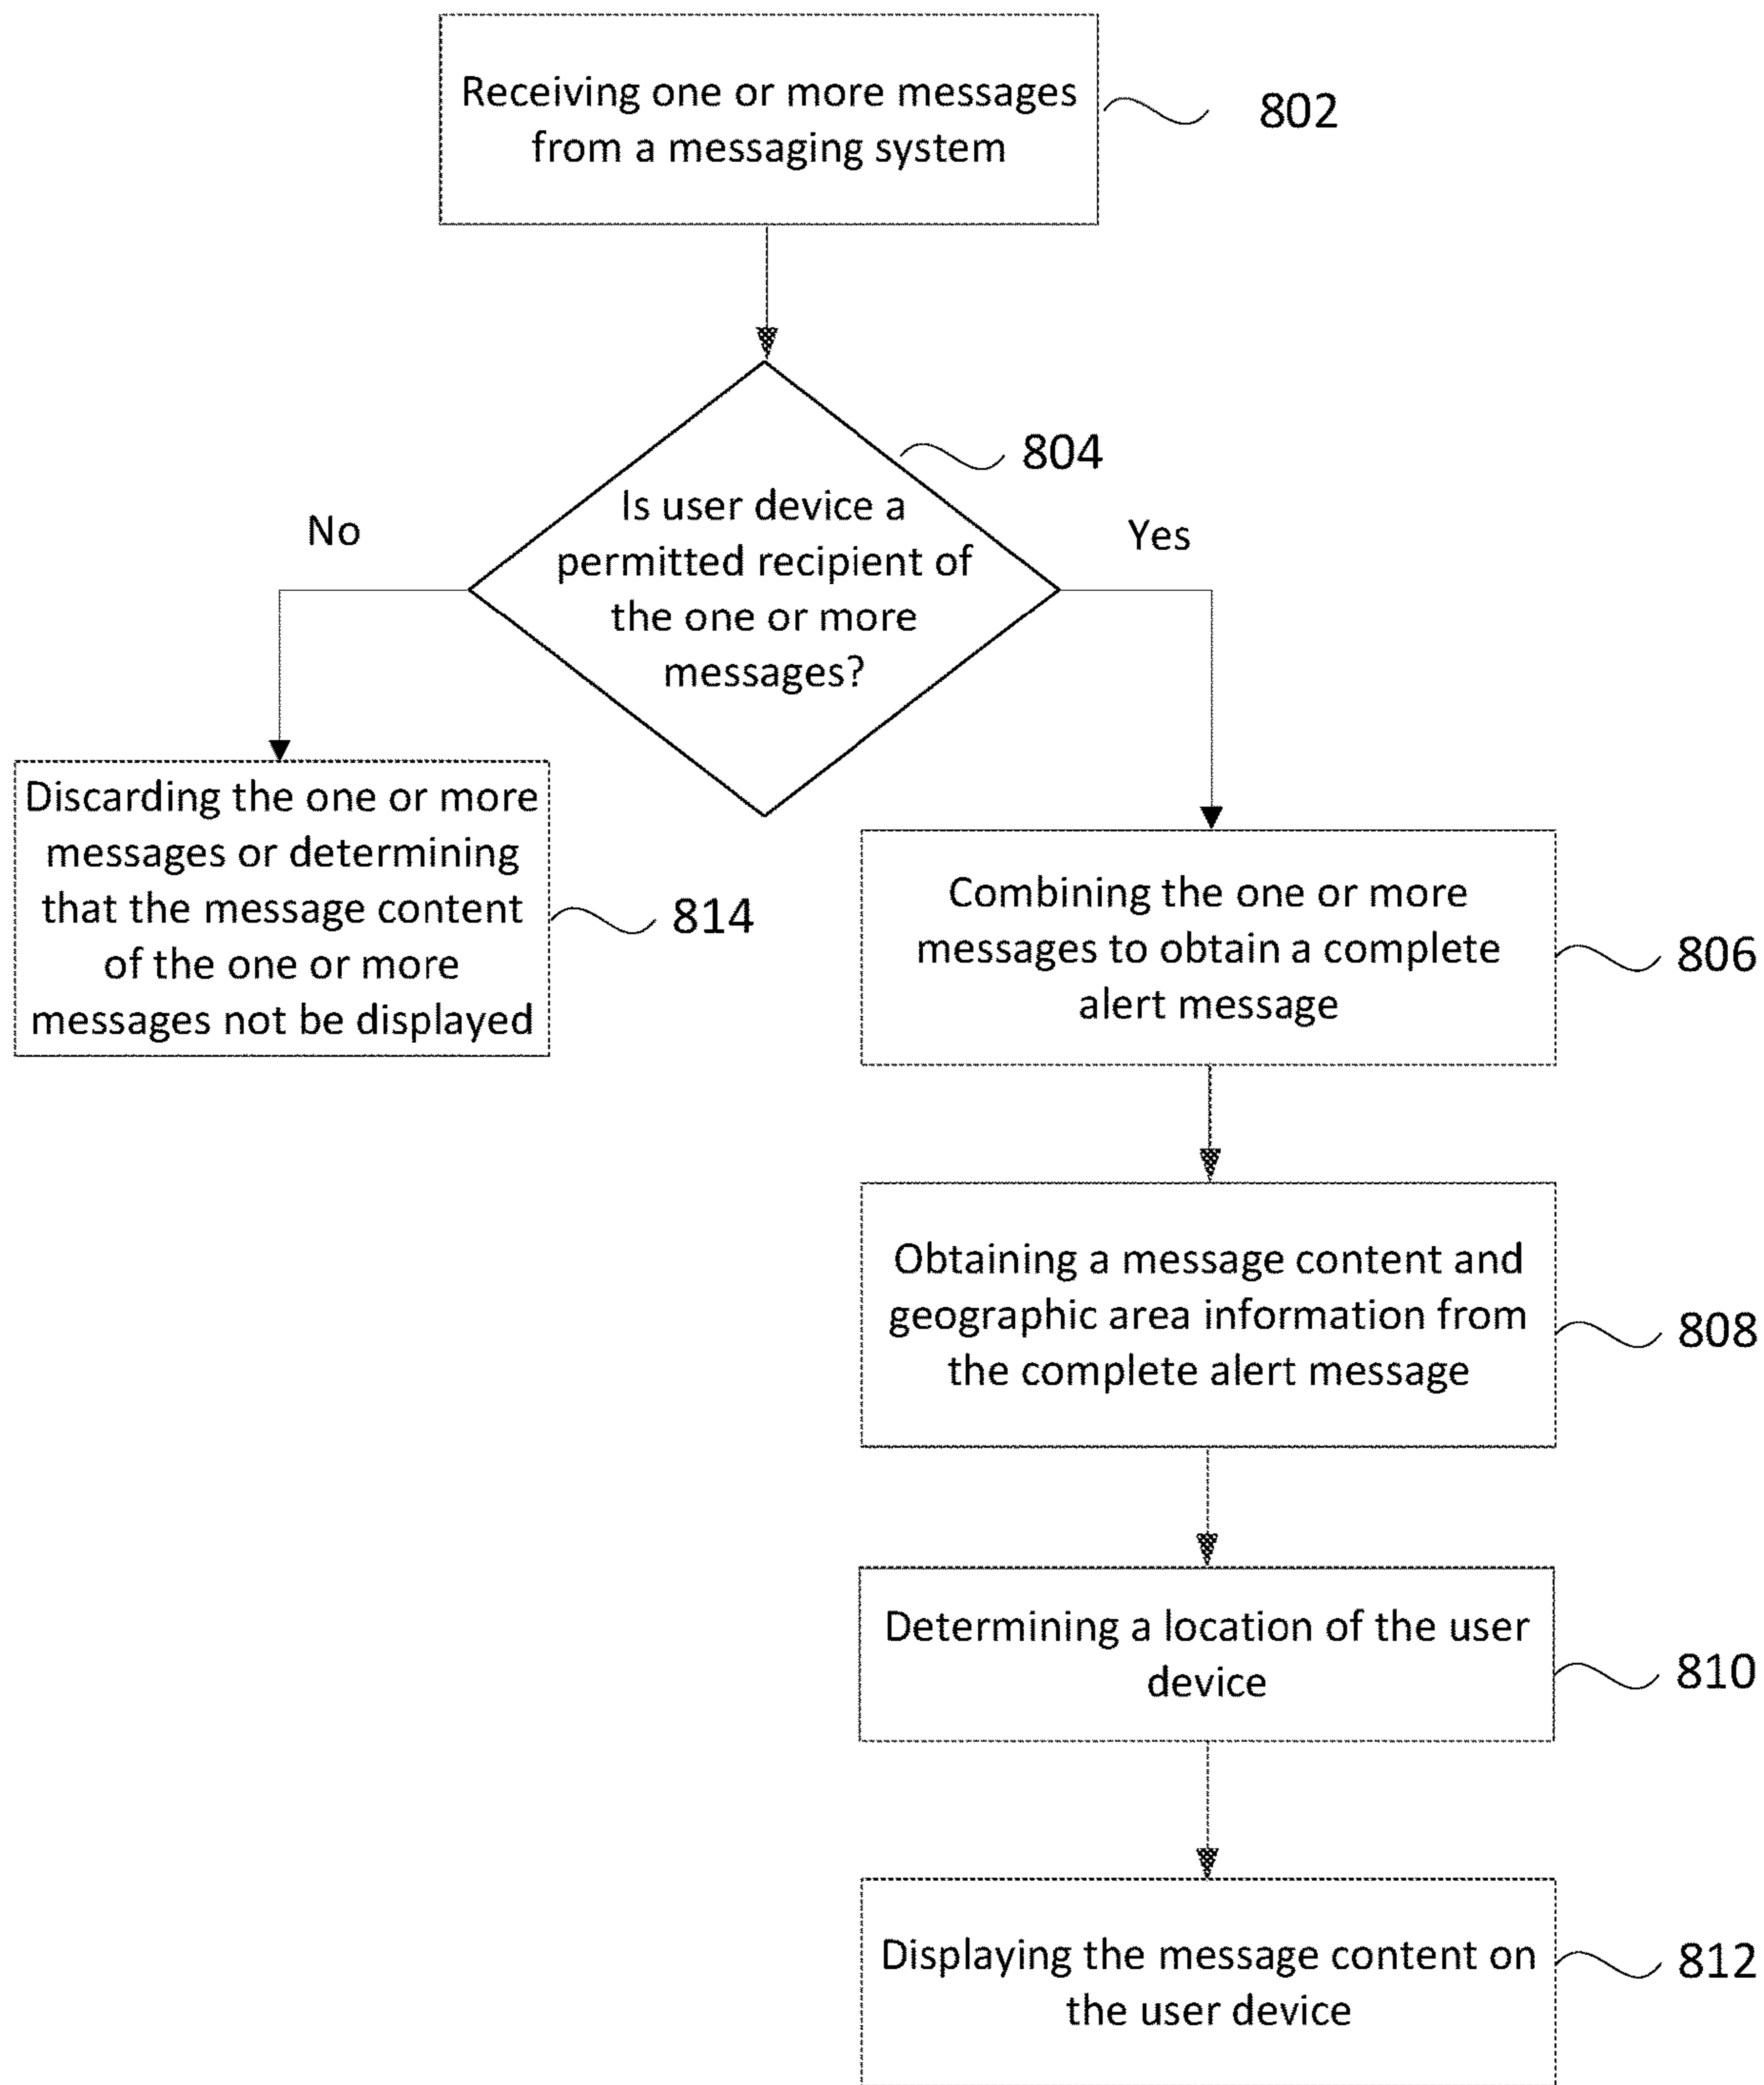 Receiving one or more messages
from a messaging system
802
804
Is user device a
permitted recipient of
the one or more
messages?
No
Yes
Discarding the one or more
messages or determining
that the message content
of the one or more
messages not be displayed
814
Combining the one or more
messages to obtain a complete
alert message
806
Obtaining a message content and
geographic area information from
the complete alert message
808
Determining a location of the user
device
810
Displaying the message content on
the user device
812